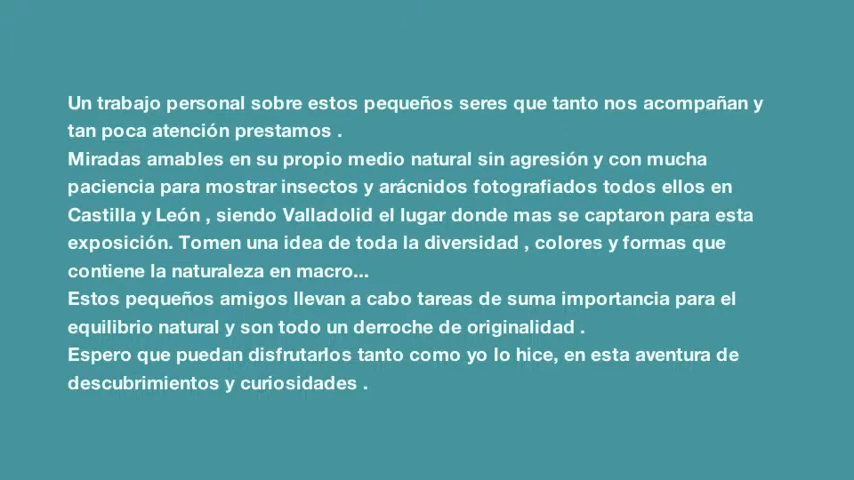 Un trabajo personal sobre estos pequeños seres que tanto nos acompañan y
tan poca atención prestamos .
Miradas amables en su propio medio natural sin agresión y con mucha
paciencia para mostrar insectos y arácnidos fotografiados todos ellos en
Castilla y León , siendo Valladolid el lugar donde mas se captaron para esta
exposición. Tomen una idea de toda la diversidad , colores y formas que
contiene la naturaleza en macro...
Estos pequeños amigos llevan a cabo tareas de suma importancia para el
equilibrio natural y son todo un derroche de originalidad .
Espero que puedan disfrutarlos tanto como yo lo hice, en esta aventura de
descubrimientos y curiosidades .